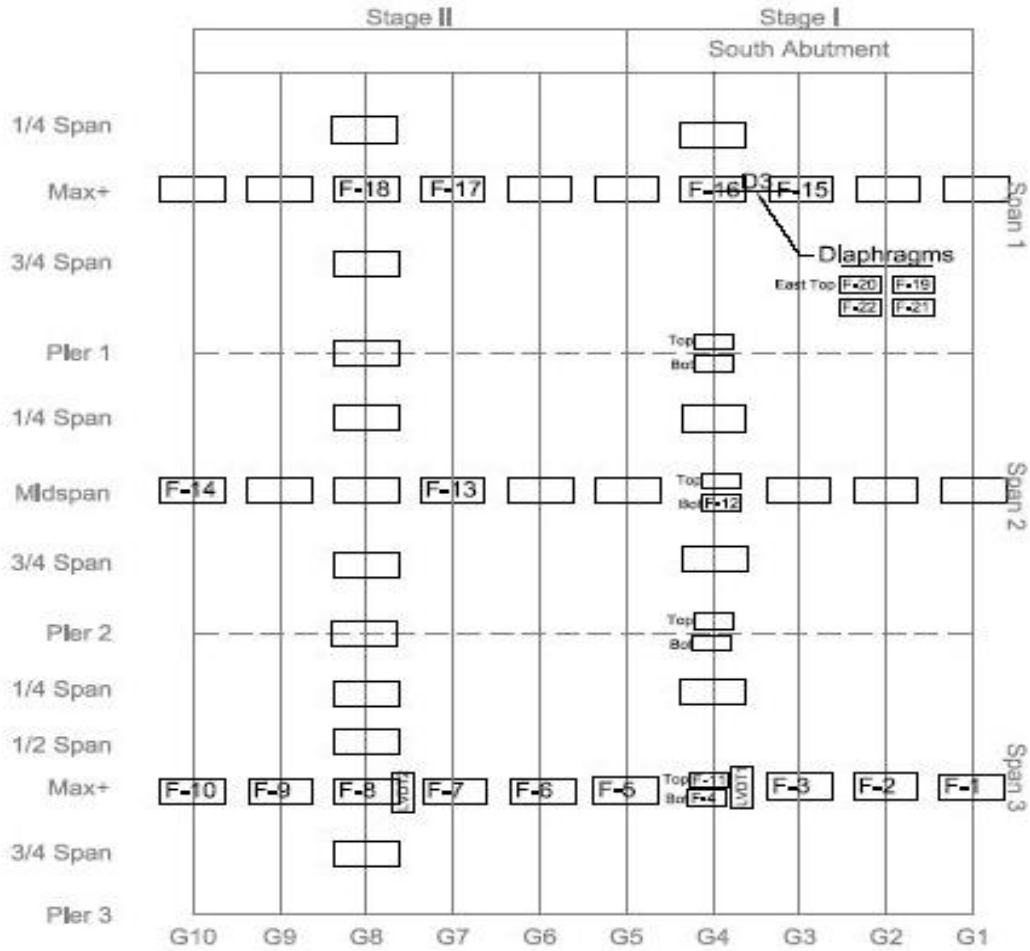 Stage II Stage I
South Abutment
1/4 Span
Max+ F-18 F-17 F-16 D3 F-15
Span 1
3/4 Span Diaphragms
East Top F-20 F-19
F-22 F-21
Pier 1 Top
Bot
1/4 Span
Midspan F-14 F-13 Top
Bot F-12
Span 2
3/4 Span
Pier 2 Top
Bot
1/4 Span
1/2 Span
Max+ F-10 F-9 F-8 F-7 F-6 F-5 Top F-11 LVDT1 F-3 F-2 F-1
Bot F-4
Span 3
3/4 Span
Pier 3
G10 G9 G8 G7 G6 G5 G4 G3 G2 G1